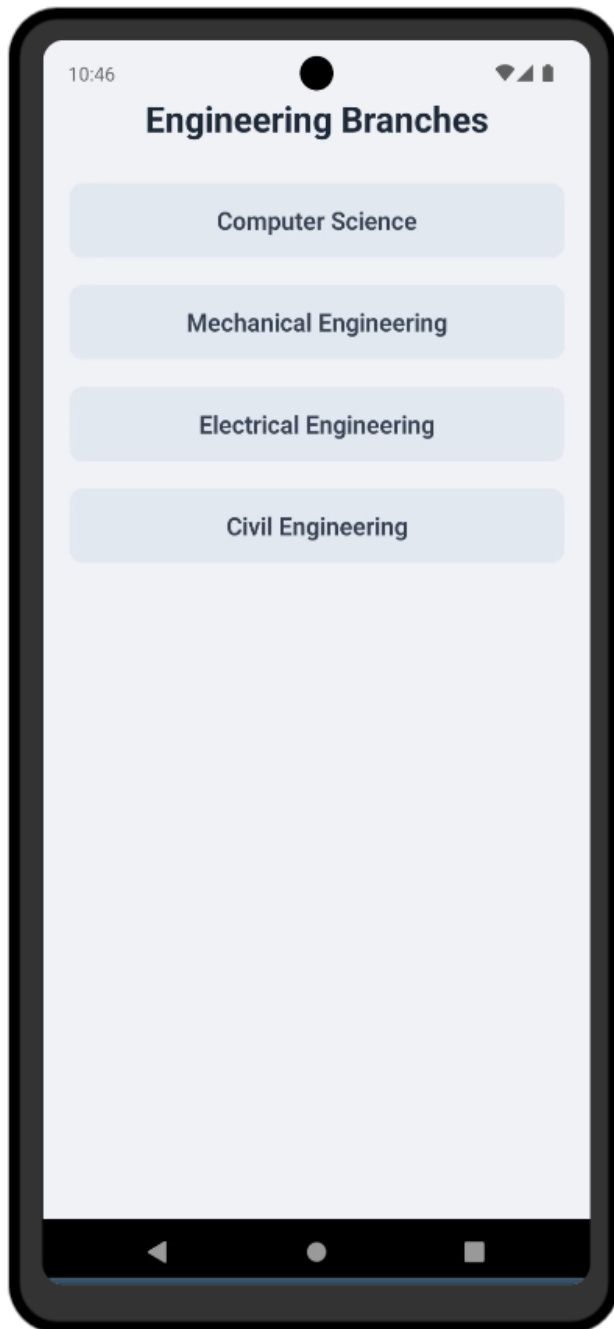 10:46
Engineering Branches
Computer Science
Mechanical Engineering
Electrical Engineering
Civil Engineering